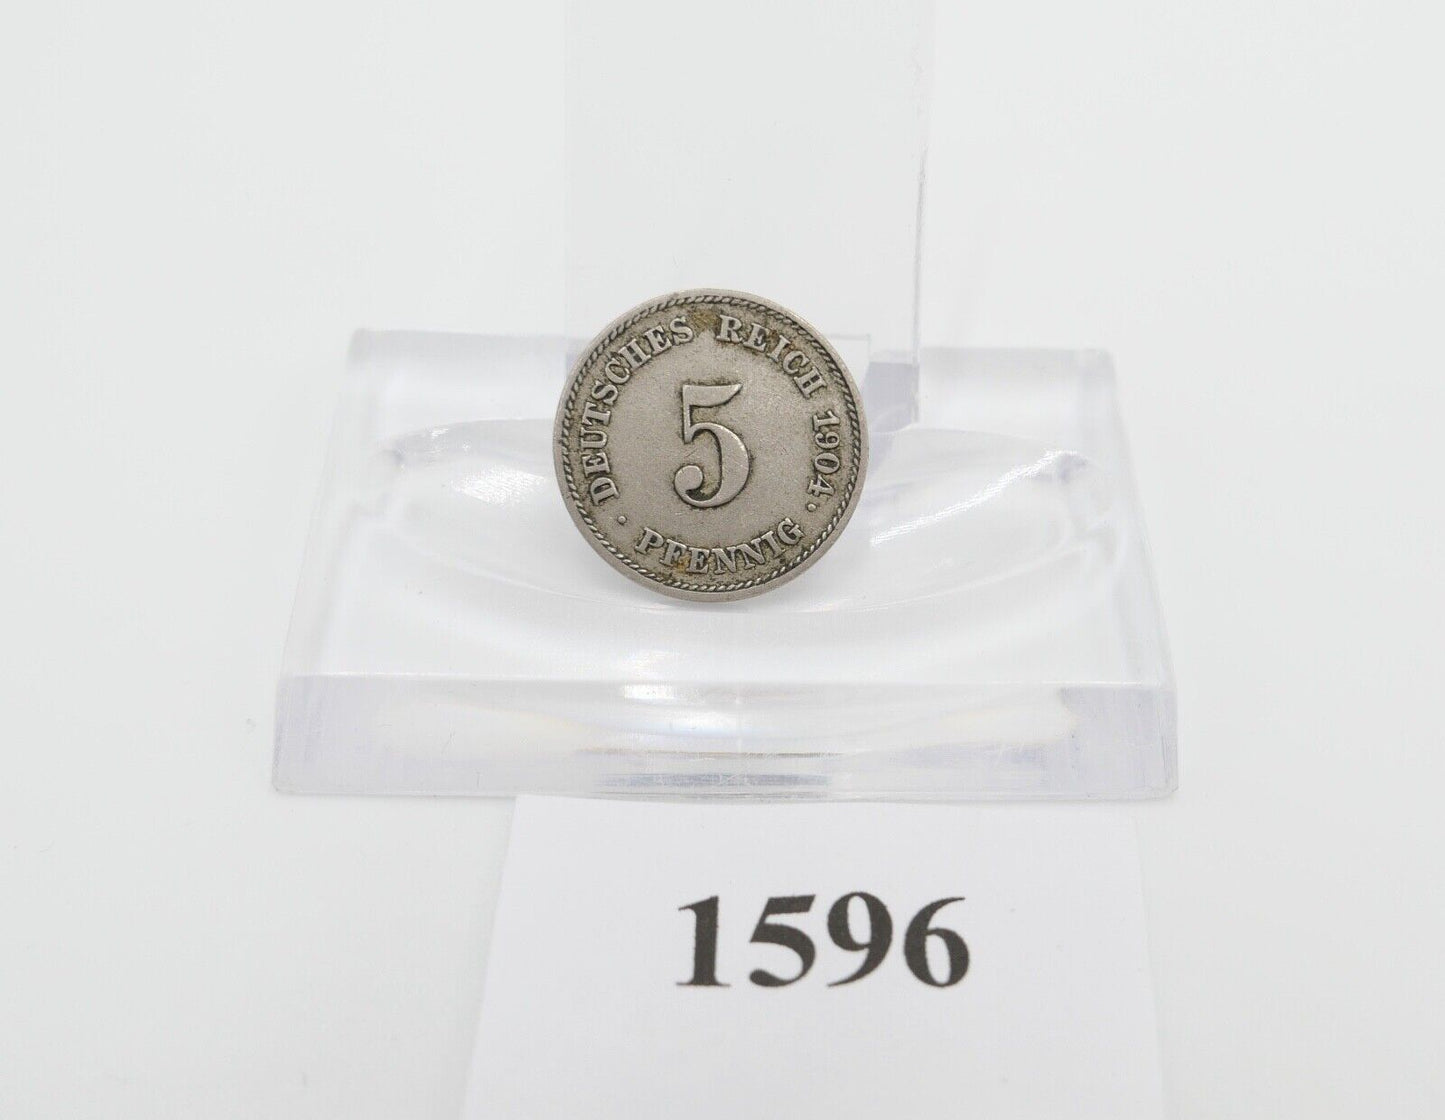 DEUTSCHES REICH 1904 ·
5
· PFENNIG
1596